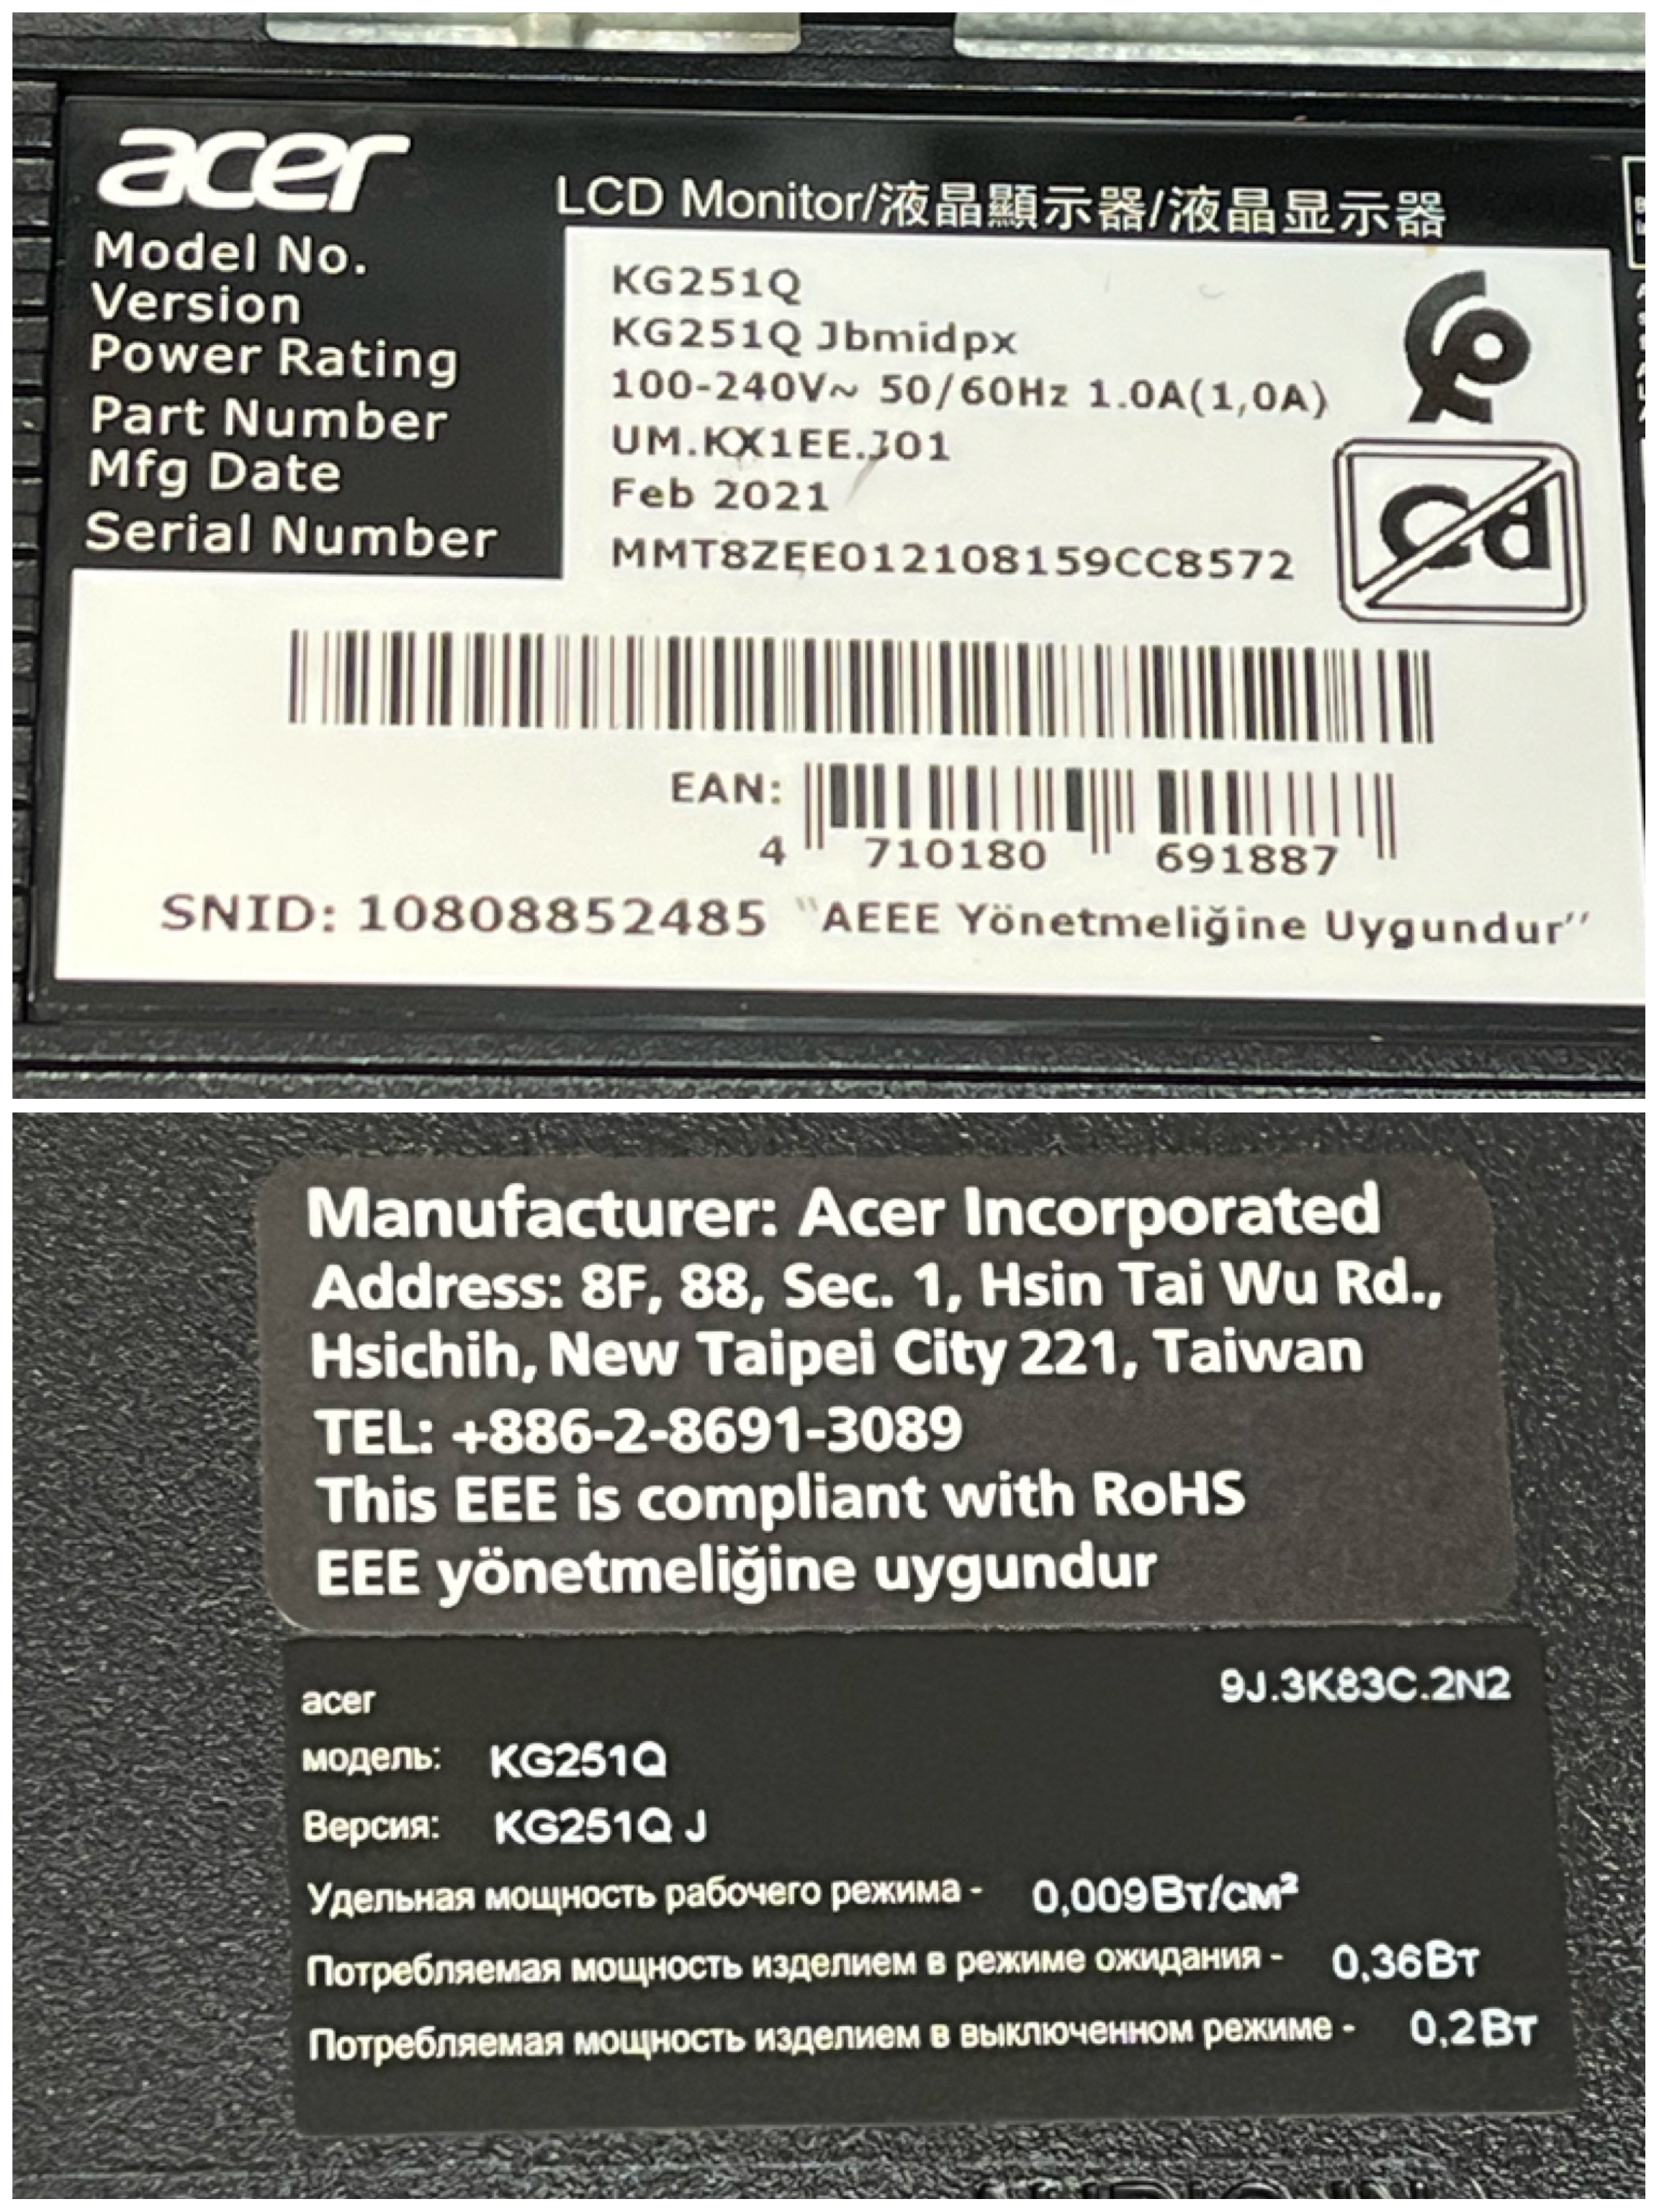 acer
LCD Monitor/液晶顯示器/液晶显示器
Model No. KG251Q
Version KG251Q Jbmidpx
Power Rating 100-240V~ 50/60Hz 1.0A(1,0A)
Part Number UM.KX1EE.J01
Mfg Date Feb 2021
Serial Number MMT8ZEE012108159CC8572
Cd
EAN:
4 710180 691887
SNID: 10808852485 "AEEE Yönetmeliğine Uygundur"
Manufacturer: Acer Incorporated
Address: 8F, 88, Sec. 1, Hsin Tai Wu Rd.,
Hsichih, New Taipei City 221, Taiwan
TEL: +886-2-8691-3089
This EEE is compliant with RoHS
EEE yönetmeliğine uygundur
acer 9J.3K83C.2N2
модель: KG251Q
Версия: KG251Q J
Удельная мощность рабочего режима - 0,009Вт/см²
Потребляемая мощность изделием в режиме ожидания - 0,36Вт
Потребляемая мощность изделием в выключенном режиме - 0,2Вт